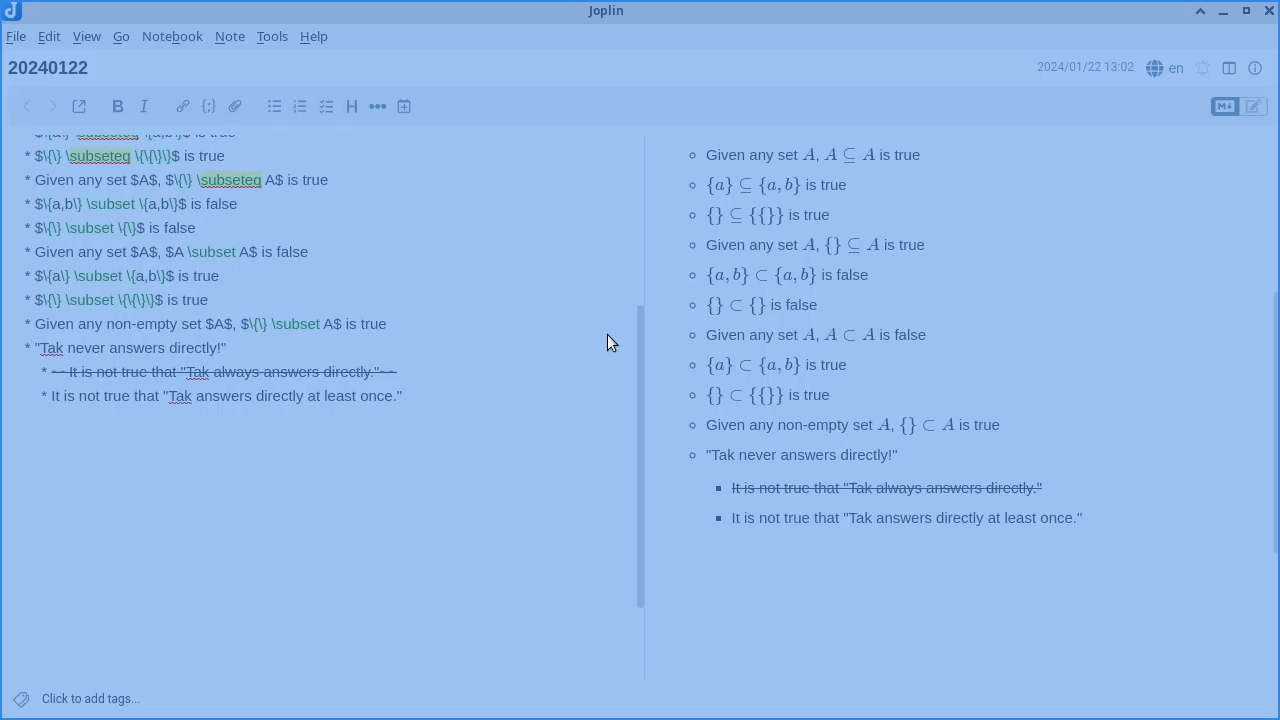 Joplin
File Edit View Go Notebook Note Tools Help
20240122
2024/01/22 13:02
en
B I H
* $\{a\} \subseteq \{a,b\}$ is true
* $\{\} \subseteq \{\{\}\}$ is true
* Given any set $A$, $\{\} \subseteq A$ is true
* $\{a,b\} \subset \{a,b\}$ is false
* $\{\} \subset \{\}$ is false
* Given any set $A$, $A \subset A$ is false
* $\{a\} \subset \{a,b\}$ is true
* $\{\} \subset \{\{\}\}$ is true
* Given any non-empty set $A$, $\{\} \subset A$ is true
* "Tak never answers directly!"
* ~~It is not true that "Tak always answers directly."~~
* It is not true that "Tak answers directly at least once."
Given any set A, A ⊆ A is true
{a} ⊆ {a, b} is true
{} ⊆ {{}} is true
Given any set A, {} ⊆ A is true
{a, b} ⊂ {a, b} is false
{} ⊂ {} is false
Given any set A, A ⊂ A is false
{a} ⊂ {a, b} is true
{} ⊂ {{}} is true
Given any non-empty set A, {} ⊂ A is true
"Tak never answers directly!"
It is not true that "Tak always answers directly."
It is not true that "Tak answers directly at least once."
Click to add tags...